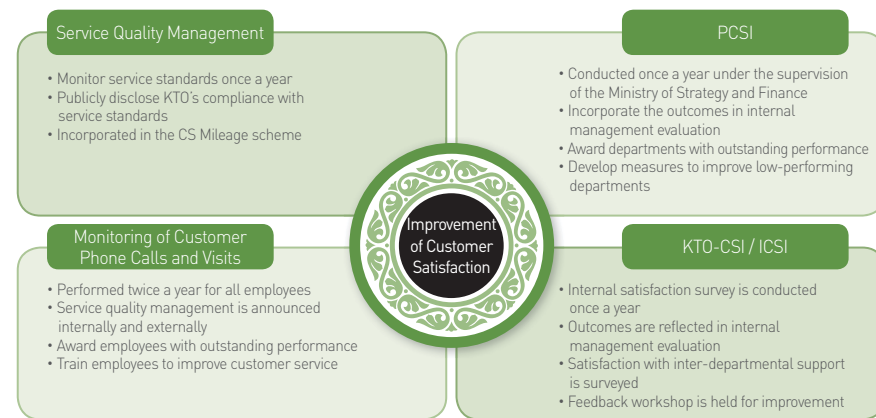 Service Quality Management
• Monitor service standards once a year
• Publicly disclose KTO's compliance with
service standards
• Incorporated in the CS Mileage scheme
PCSI
• Conducted once a year under the supervision
of the Ministry of Strategy and Finance
• Incorporate the outcomes in internal
management evaluation
• Award departments with outstanding performance
• Develop measures to improve low-performing
departments
Improvement
of Customer
Satisfaction
Monitoring of Customer
Phone Calls and Visits
• Performed twice a year for all employees
• Service quality management is announced
internally and externally
• Award employees with outstanding performance
• Train employees to improve customer service
KTO-CSI / ICSI
• Internal satisfaction survey is conducted
once a year
• Outcomes are reflected in internal
management evaluation
• Satisfaction with inter-departmental support
is surveyed
• Feedback workshop is held for improvement